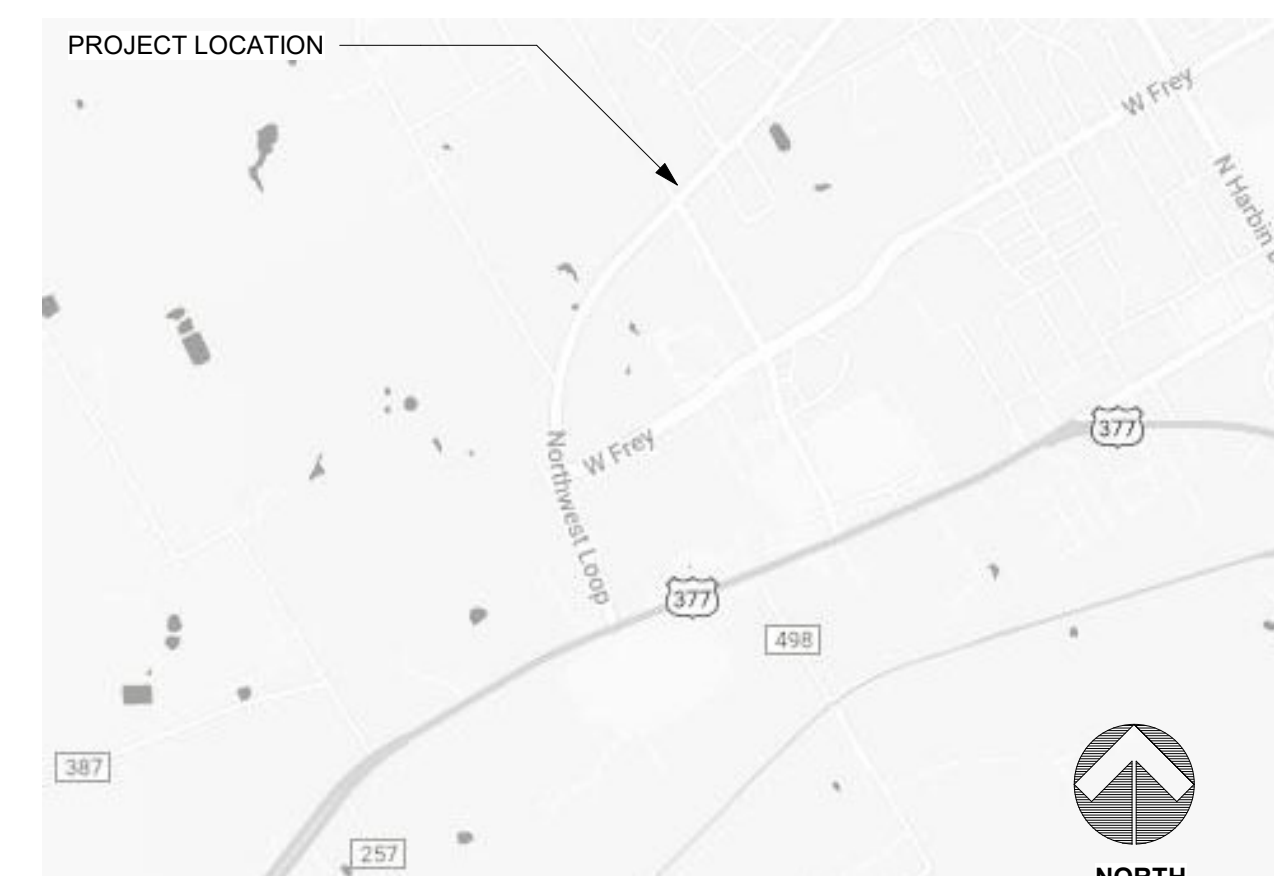 PROJECT LOCATION
W Frey
N Harbin
377
W Frey
Northwest Loop
377
498
387
257
NORTH